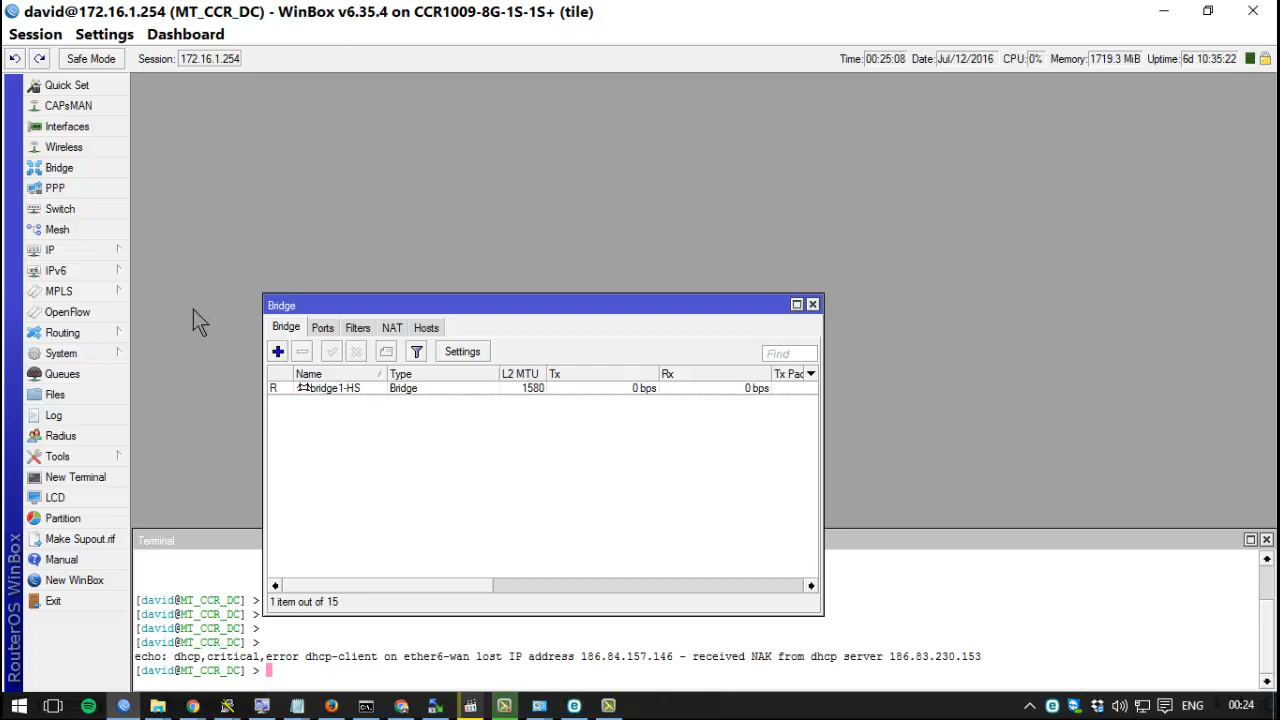 david@172.16.1.254 (MT_CCR_DC) - WinBox v6.35.4 on CCR1009-8G-1S-1S+ (tile)
Session Settings Dashboard
Safe Mode Session: 172.16.1.254 Time: 00:25:08 Date: Jul/12/2016 CPU: 0% Memory: 1719.3 MiB Uptime: 6d 10:35:22
Quick Set
CAPsMAN
Interfaces
Wireless
Bridge
PPP
Switch
Mesh
IP
IPv6
MPLS
OpenFlow
Routing
System
Queues
Files
Log
Radius
Tools
New Terminal
LCD
Partition
Make Supout.rif
Manual
New WinBox
Exit
RouterOS WinBox
Bridge
Bridge Ports Filters NAT Hosts
Settings Find
Name Type L2 MTU Tx Rx Tx Pac
R bridge1-HS Bridge 1580 0 bps 0 bps
1 item out of 15
Terminal
[david@MT_CCR_DC] >
[david@MT_CCR_DC] >
[david@MT_CCR_DC] >
[david@MT_CCR_DC] >
echo: dhcp,critical,error dhcp-client on ether6-wan lost IP address 186.84.157.146 - received NAK from dhcp server 186.83.230.153
[david@MT_CCR_DC] >
ENG 00:24